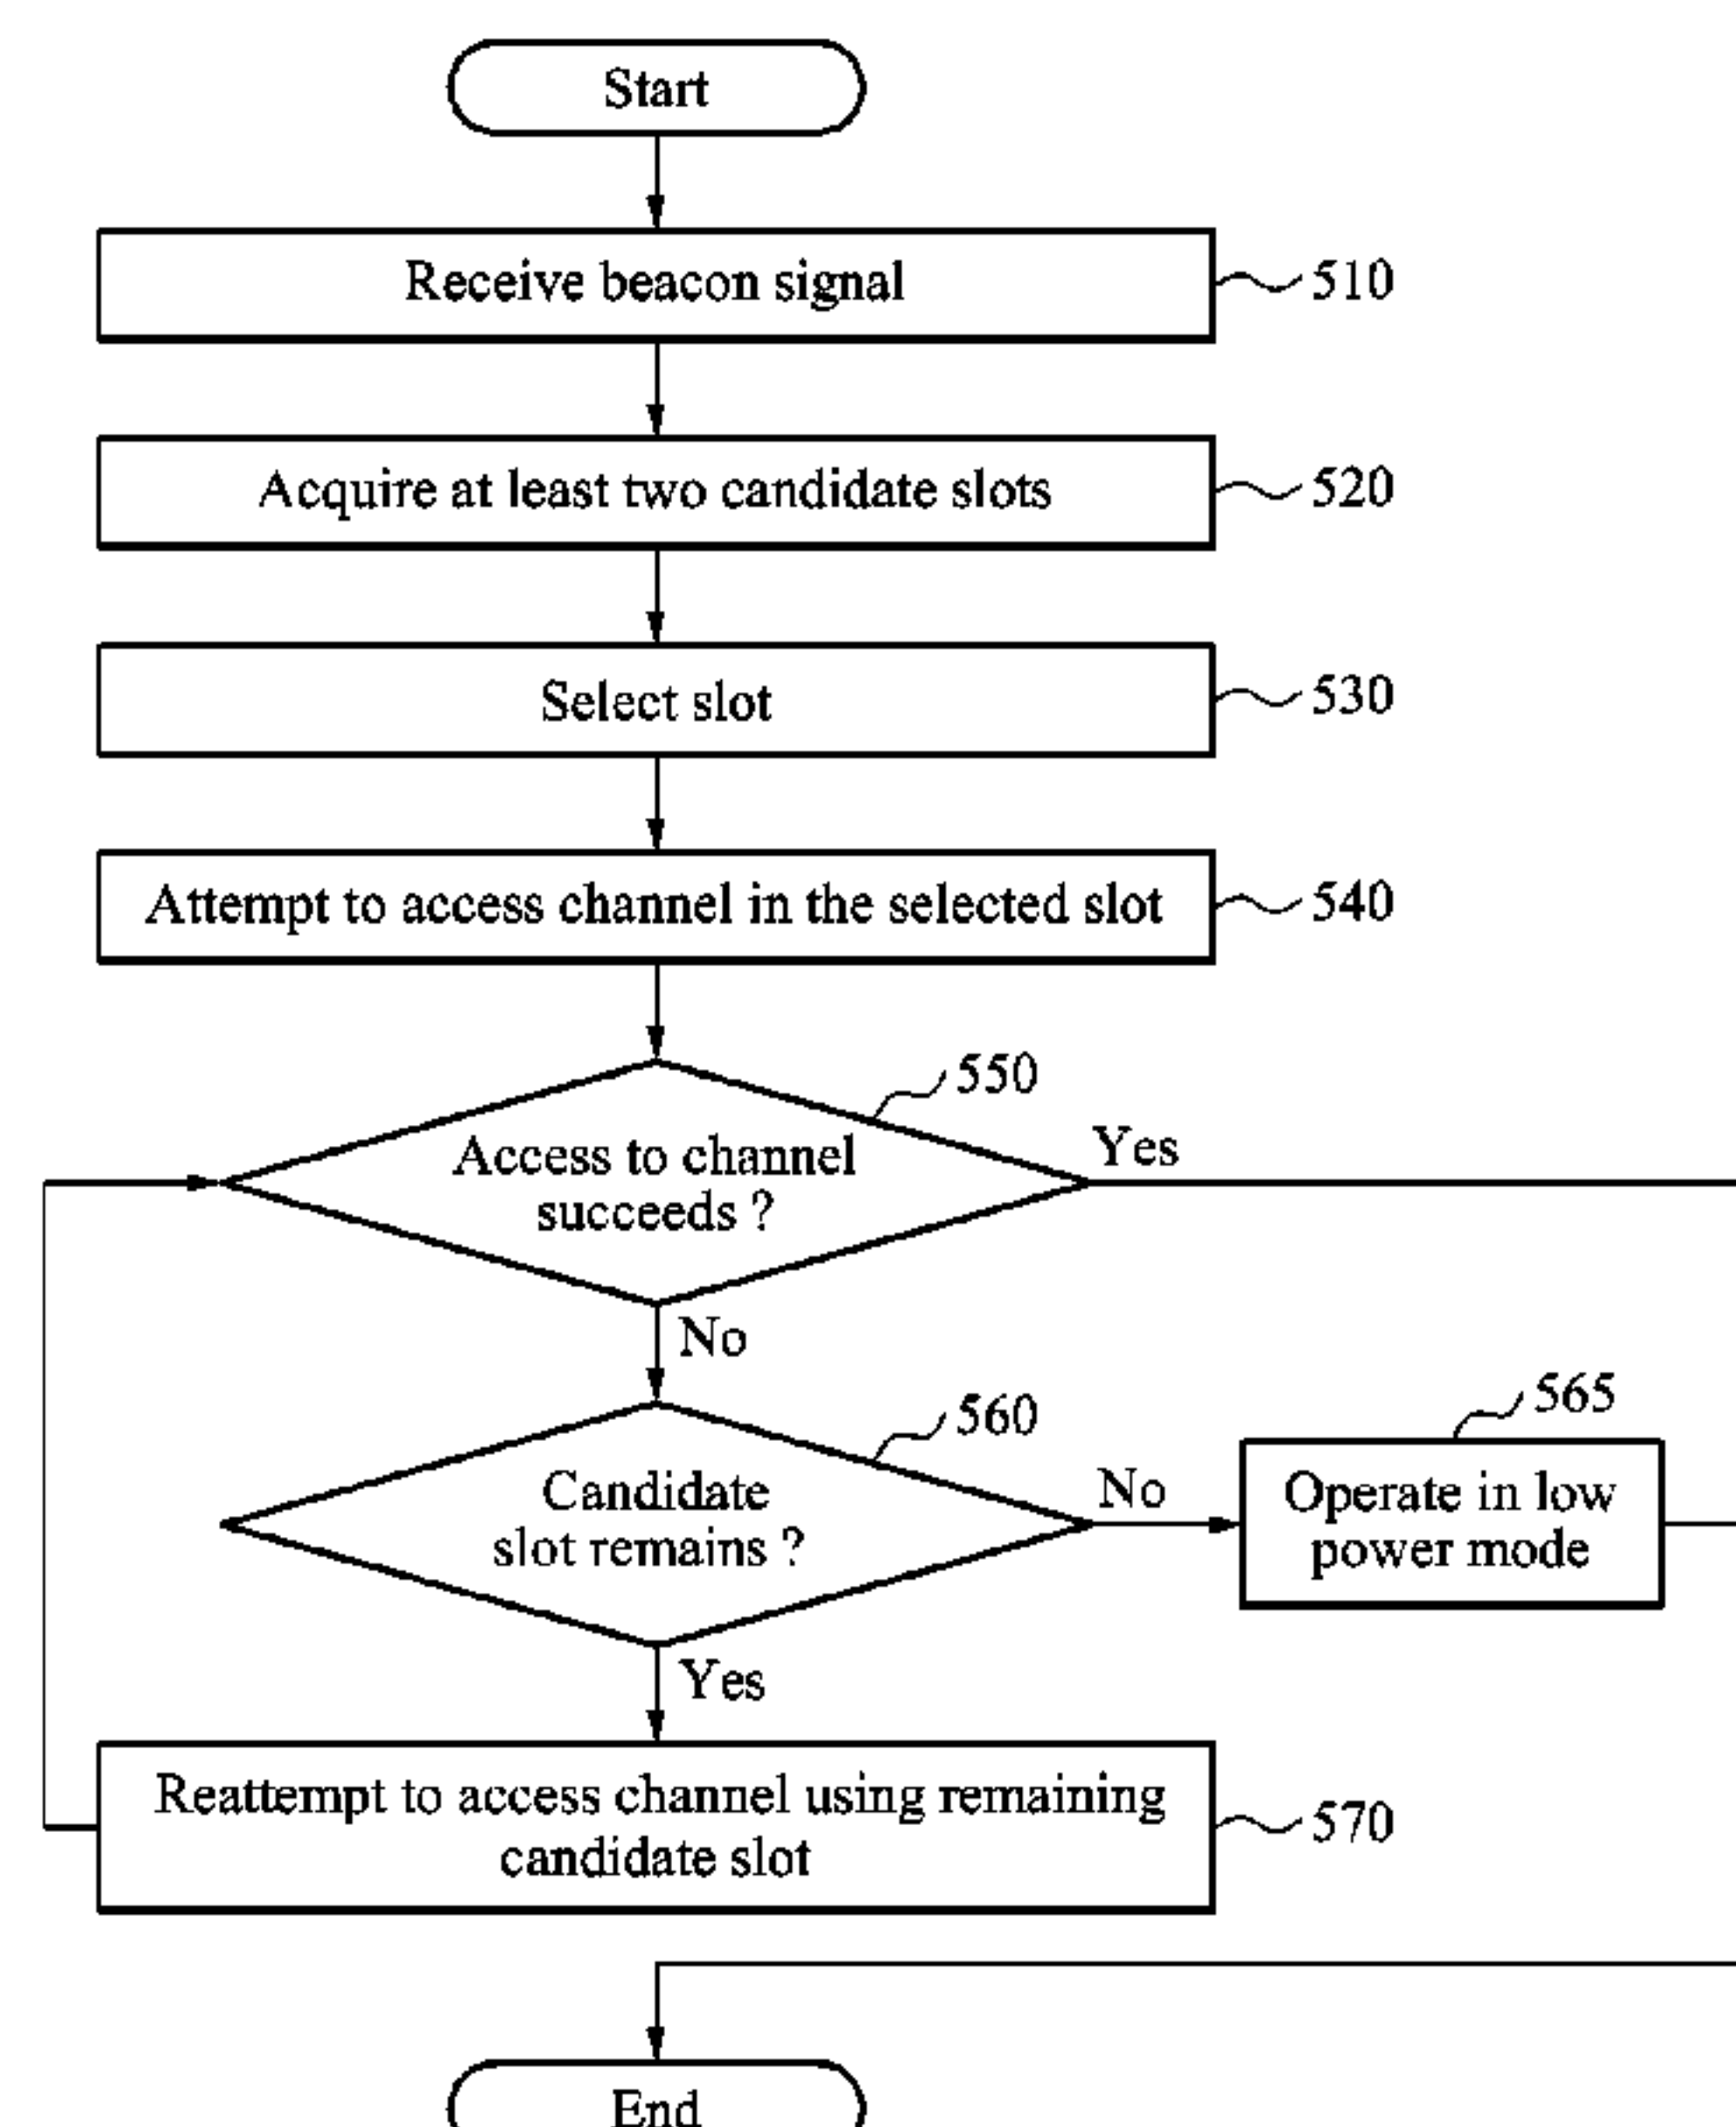 Start
Receive beacon signal
510
Acquire at least two candidate slots
520
Select slot
530
Attempt to access channel in the selected slot
540
550
Access to channel
succeeds ?
Yes
No
560
Candidate
slot remains ?
No
565
Operate in low
power mode
Yes
Reattempt to access channel using remaining
candidate slot
570
End